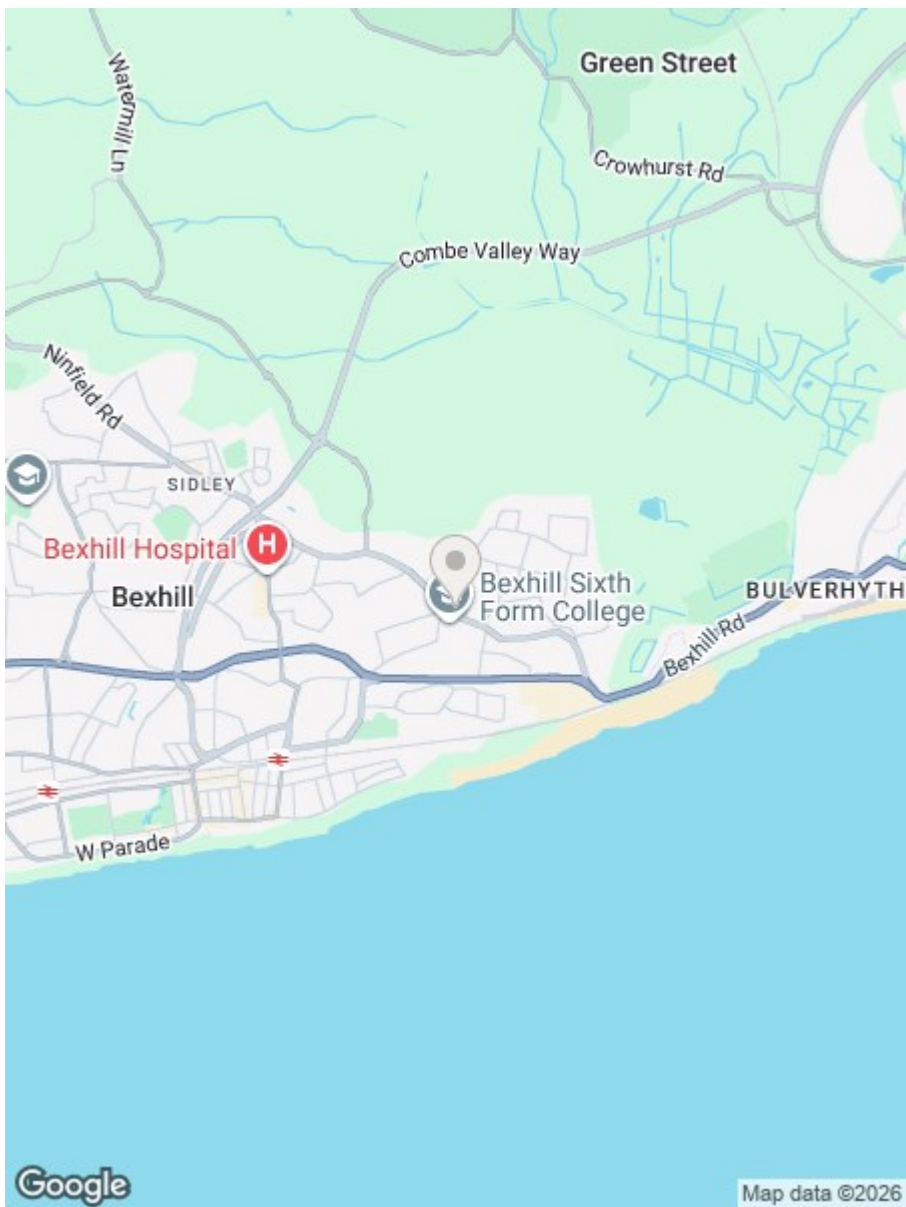 Green Street
Watermill Ln
Crowhurst Rd
Combe Valley Way
Ninfield Rd
SIDLEY
Bexhill Hospital
H
Bexhill
Bexhill Sixth
Form College
BULVERHYTH
Bexhill Rd
W Parade
Google
Map data ©2026